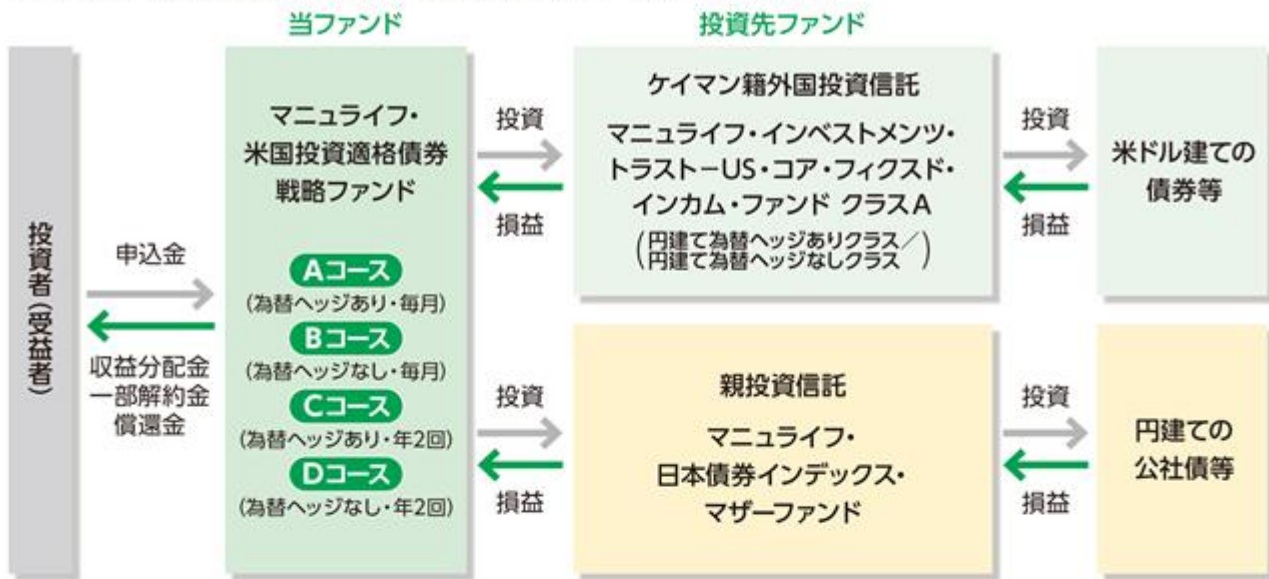 当ファンド
投資先ファンド
投資者(受益者)
申込金
収益分配金
一部解約金
償還金
マニュライフ・
米国投資適格債券
戦略ファンド
Aコース
(為替ヘッジあり・毎月)
Bコース
(為替ヘッジなし・毎月)
Cコース
(為替ヘッジあり・年2回)
Dコース
(為替ヘッジなし・年2回)
投資
損益
ケイマン籍外国投資信託
マニュライフ・インベストメンツ・
トラスト-US・コア・フィクスド・
インカム・ファンド クラスA
(円建て為替ヘッジありクラス/
円建て為替ヘッジなしクラス)
投資
損益
米ドル建ての
債券等
投資
損益
親投資信託
マニュライフ・
日本債券インデックス・
マザーファンド
投資
損益
円建ての
公社債等